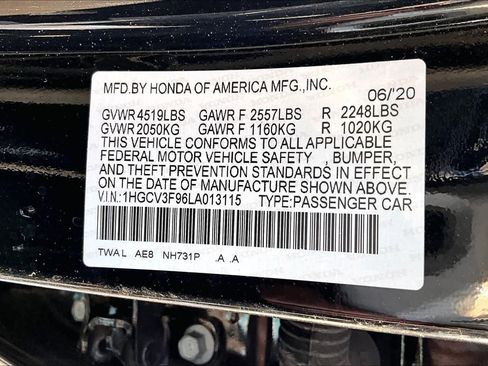 MFD. BY HONDA OF AMERICA MFG., INC. 06/'20
GVWR 4519LBS GAWR F 2557LBS R 2248LBS
GVWR 2050KG GAWR F 1160KG R 1020KG
THIS VEHICLE CONFORMS TO ALL APPLICABLE
FEDERAL MOTOR VEHICLE SAFETY , BUMPER,
AND THEFT PREVENTION STANDARDS IN EFFECT
ON THE DATE OF MANUFACTURE SHOWN ABOVE.
V.I.N.: 1HGCV3F96LA013115 TYPE: PASSENGER CAR
TWAL AE8 NH731P .A .A